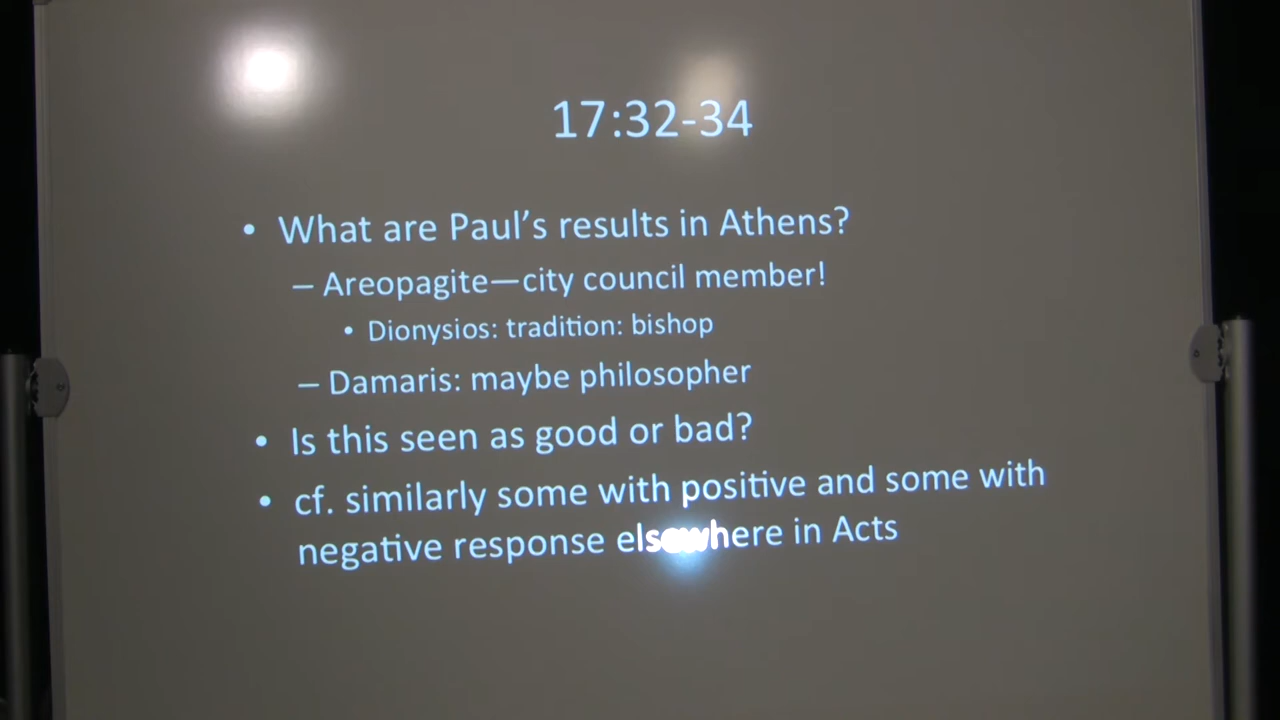 17:32-34
• What are Paul's results in Athens?
– Areopagite—city council member!
• Dionysios: tradition: bishop
– Damaris: maybe philosopher
• Is this seen as good or bad?
• cf. similarly some with positive and some with
negative response elsewhere in Acts